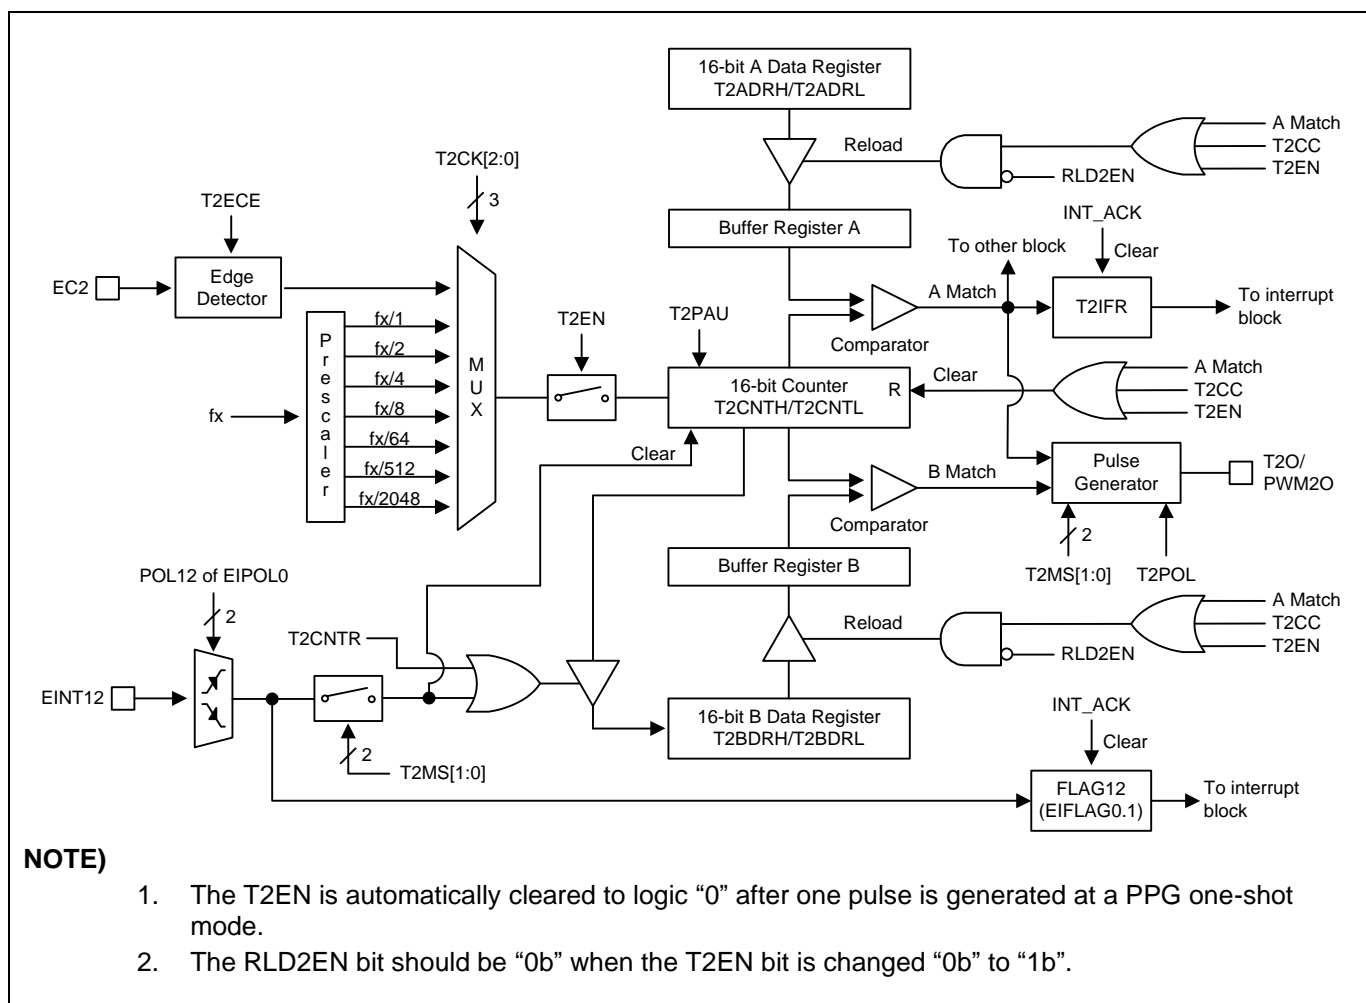 16-bit A Data Register
T2ADRH/T2ADRL
A Match
T2CC
T2EN
Reload
RLD2EN
T2CK[2:0]
3
T2ECE
Buffer Register A
INT_ACK
Clear
To other block
EC2
Edge
Detector
A Match
T2IFR
To interrupt
block
Prescaler
fx/1
fx/2
fx/4
fx/8
fx/64
fx/512
fx/2048
fx
MUX
T2EN
T2PAU
Comparator
16-bit Counter
T2CNTH/T2CNTL
R
Clear
A Match
T2CC
T2EN
Clear
B Match
Comparator
Pulse
Generator
T2O/
PWM2O
2
T2MS[1:0]
T2POL
Buffer Register B
POL12 of EIPOL0
2
T2CNTR
Reload
RLD2EN
A Match
T2CC
T2EN
EINT12
2
T2MS[1:0]
16-bit B Data Register
T2BDRH/T2BDRL
INT_ACK
Clear
FLAG12
(EIFLAG0.1)
To interrupt
block
NOTE)
1. The T2EN is automatically cleared to logic “0” after one pulse is generated at a PPG one-shot
mode.
2. The RLD2EN bit should be “0b” when the T2EN bit is changed “0b” to “1b”.